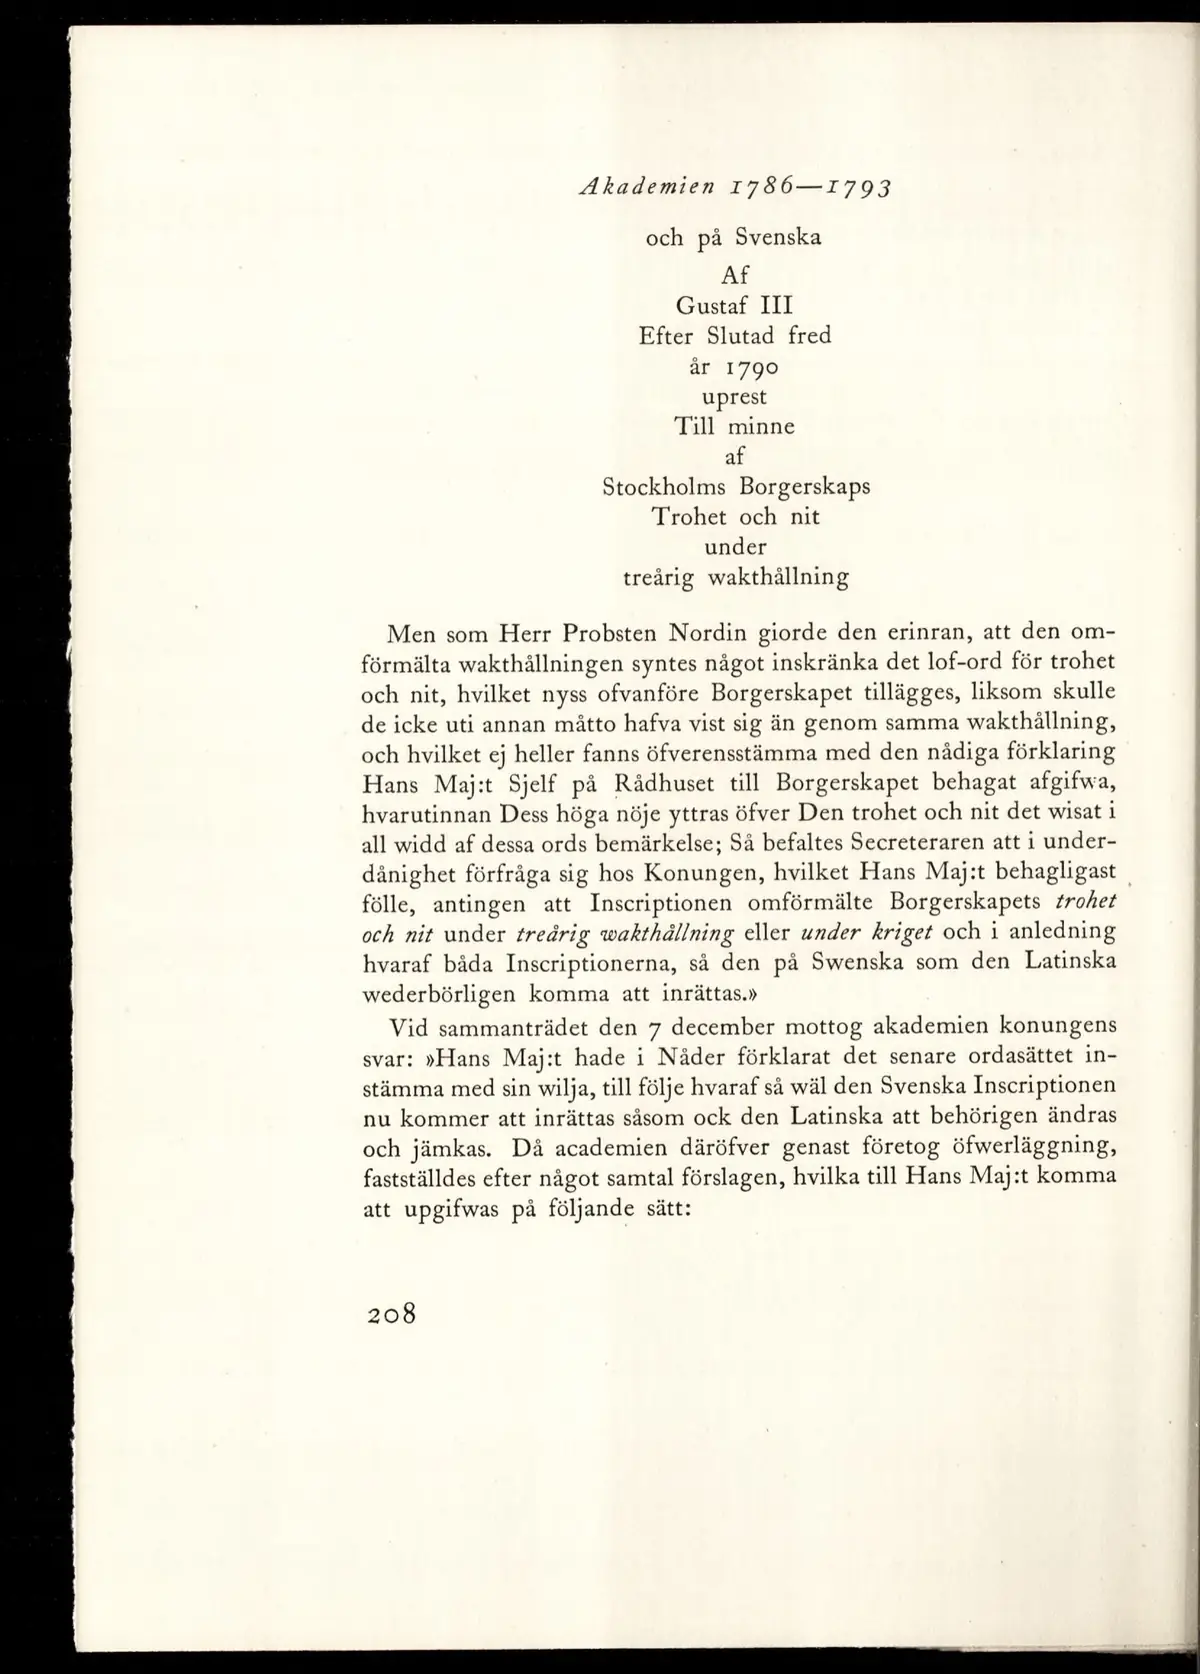 Akademien 1786—1793
och på Svenska
Af
Gustaf III
Efter Slutad fred
år 1790
uprest
Till minne
af
Stockholms Borgerskaps
Trohet och nit
under
treårig wakthållning
Men som Herr Probsten Nordin giorde den erinran, att den om-
förmälta wakthållningen syntes något inskränka det lof-ord för trohet
och nit, hvilket nyss ofvanföre Borgerskapet tillägges, liksom skulle
de icke uti annan måtto hafva vist sig än genom samma wakthållning,
och hvilket ej heller fanns öfverensstämma med den nådiga förklaring
Hans Maj:t Sjelf på Rådhuset till Borgerskapet behagat afgifwa,
hvarutinnan Dess höga nöje yttras öfver Den trohet och nit det wisat i
all widd af dessa ords bemärkelse; Så befaltes Secreteraren att i under-
dånighet förfråga sig hos Konungen, hvilket Hans Maj:t behagligast
fölle, antingen att Inscriptionen omförmälte Borgerskapets trohet
och nit under treårig wakthållning eller under kriget och i anledning
hvaraf båda Inscriptionerna, så den på Swenska som den Latinska
wederbörligen komma att inrättas.»
Vid sammanträdet den 7 december mottog akademien konungens
svar: »Hans Maj:t hade i Nåder förklarat det senare ordasättet in-
stämma med sin wilja, till följe hvaraf så wäl den Svenska Inscriptionen
nu kommer att inrättas såsom ock den Latinska att behörigen ändras
och jämkas. Då academien däröfver genast företog öfwerläggning,
fastställdes efter något samtal förslagen, hvilka till Hans Maj:t komma
att upgifwas på följande sätt:
208